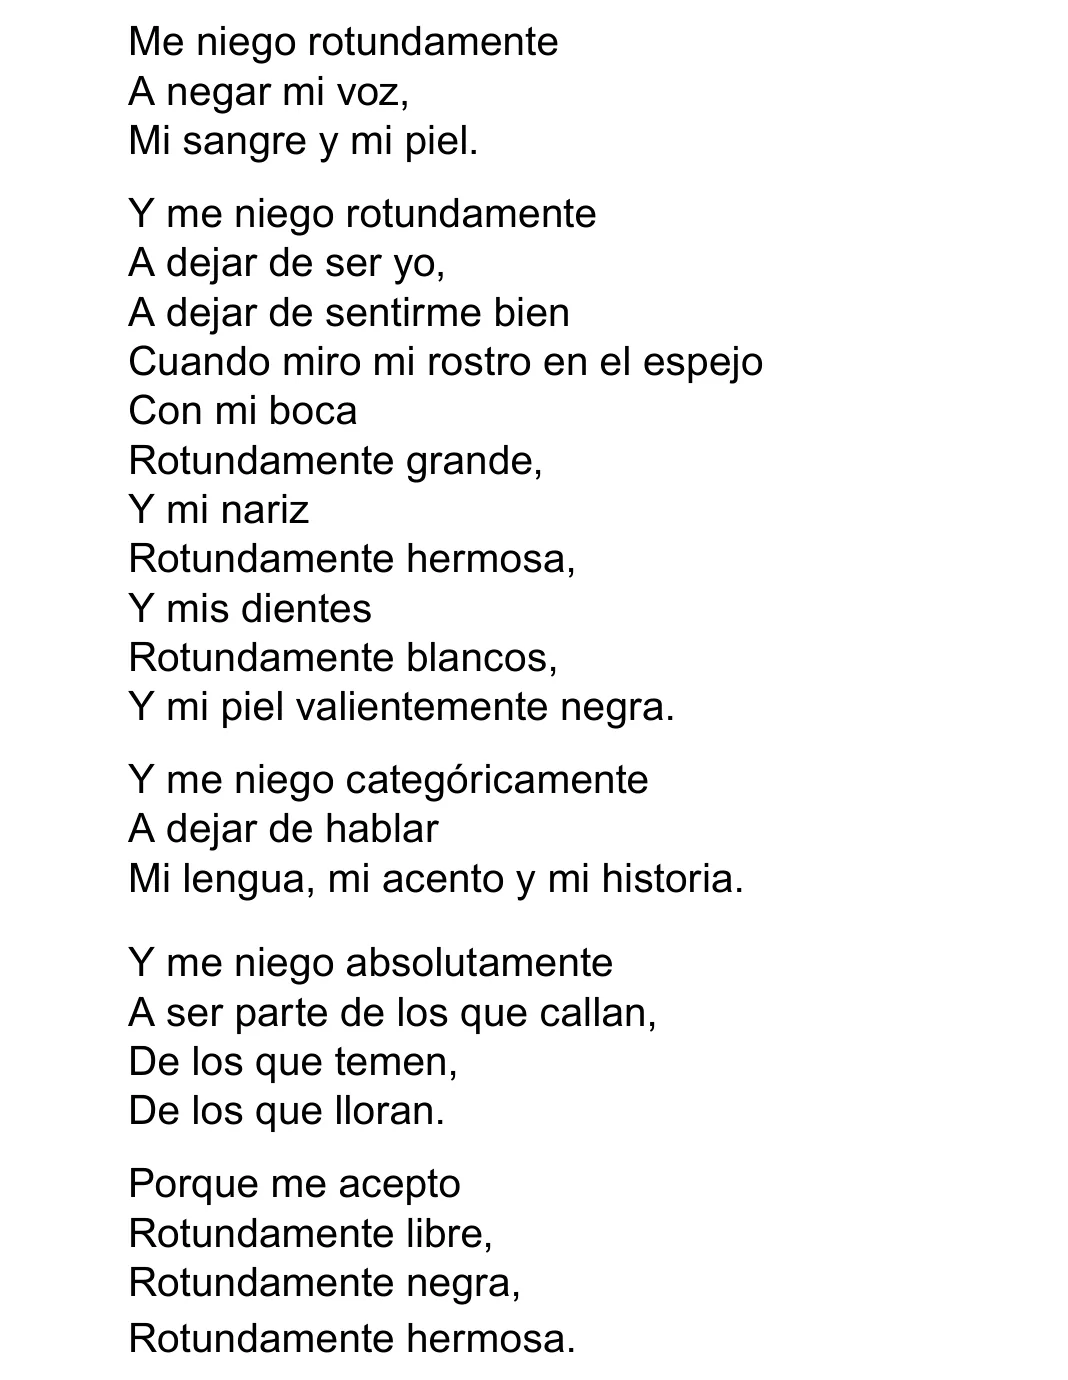 Me niego rotundamente
A negar mi voz,
Mi sangre y mi piel.
Y me niego rotundamente
A dejar de ser yo,
A dejar de sentirme bien
Cuando miro mi rostro en el espejo
Con mi boca
Rotundamente grande,
Y mi nariz
Rotundamente hermosa,
Y mis dientes
Rotundamente blancos,
Y mi piel valientemente negra.
Y me niego categóricamente
A dejar de hablar
Mi lengua, mi acento y mi historia.
Y me niego absolutamente
A ser parte de los que callan,
De los que temen,
De los que lloran.
Porque me acepto
Rotundamente libre,
Rotundamente negra,
Rotundamente hermosa.